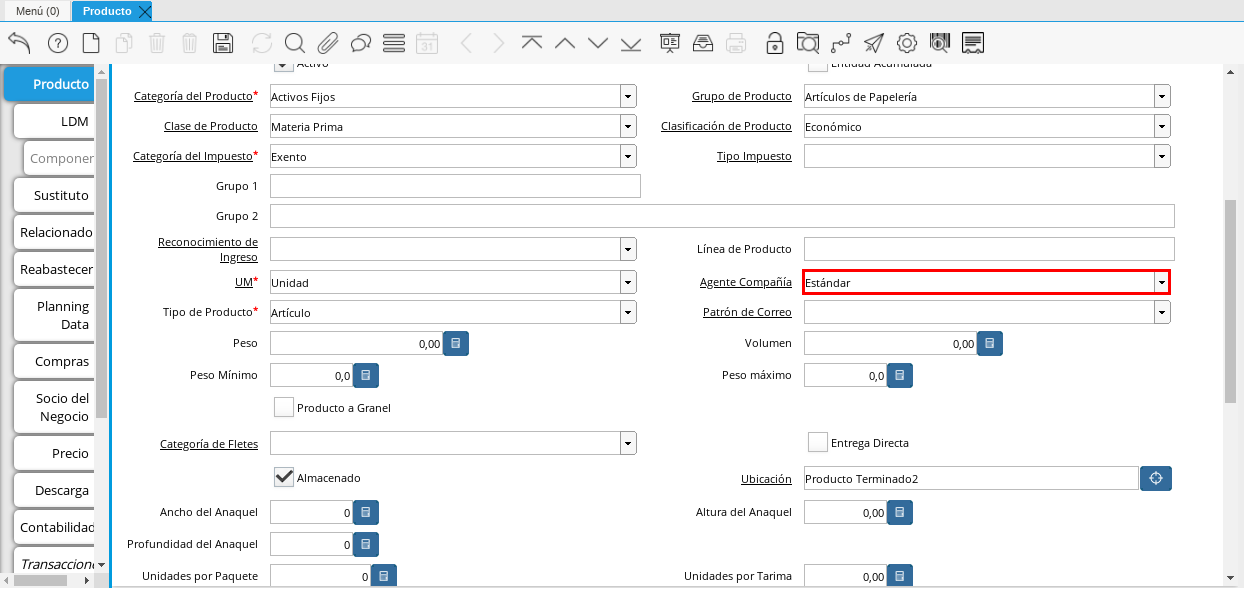 Menú (0)
Producto
31
Producto
LDM
Componen
Sustituto
Relacionado
Reabastecer
Planning
Data
Compras
Socio del
Negocio
Precio
Descarga
Contabilidad
Transaccione
Activo
Entidad Acumulada
Categoría del Producto* Activos Fijos
Grupo de Producto Artículos de Papelería
Clase de Producto Materia Prima
Clasificación de Producto Económico
Categoría del Impuesto* Exento
Tipo Impuesto
Grupo 1
Grupo 2
Reconocimiento de
Ingreso
Línea de Producto
UM* Unidad
Agente Compañía Estándar
Tipo de Producto* Artículo
Patrón de Correo
Peso 0,00
Volumen 0,00
Peso Mínimo 0,0
Peso máximo 0,0
Producto a Granel
Categoría de Fletes
Entrega Directa
Almacenado
Ubicación Producto Terminado2
Ancho del Anaquel 0
Altura del Anaquel 0,00
Profundidad del Anaquel 0
Unidades por Paquete 0
Unidades por Tarima 0,00